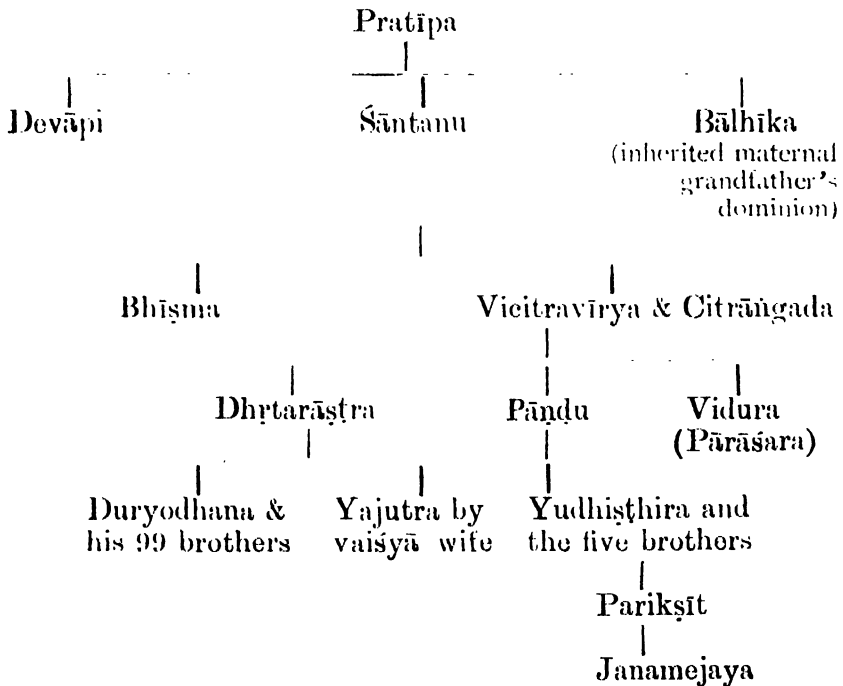 Pratīpa
Devāpi Śāntanu Bālhīka
(inherited maternal
grandfather's
dominion)
Bhīṣma Vicitravīrya & Citrāṅgada
Dhṛtarāṣṭra Pāṇḍu Vidura
(Pārāśara)
Duryodhana & Yajutra by Yudhiṣṭhira and
his 99 brothers vaiśyā wife the five brothers
Parikṣīt
Janamejaya